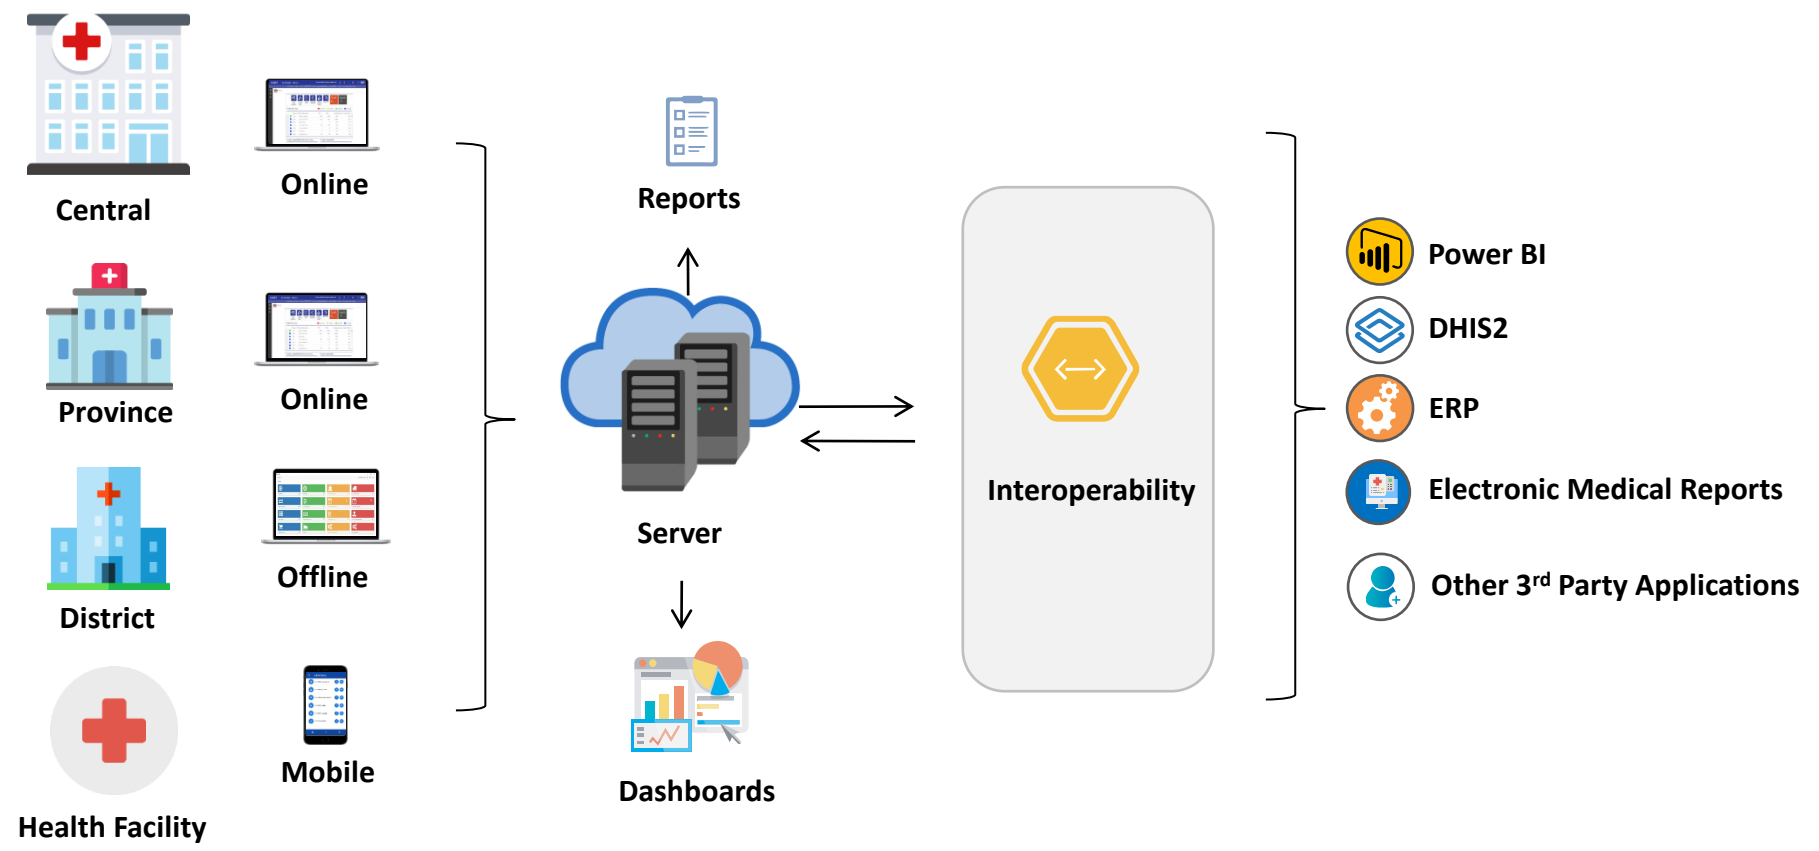 Central
Online
Province
Online
District
Offline
Health Facility
Mobile
Reports
Server
Dashboards
Interoperability
Power BI
DHIS2
ERP
Electronic Medical Reports
Other 3rd Party Applications